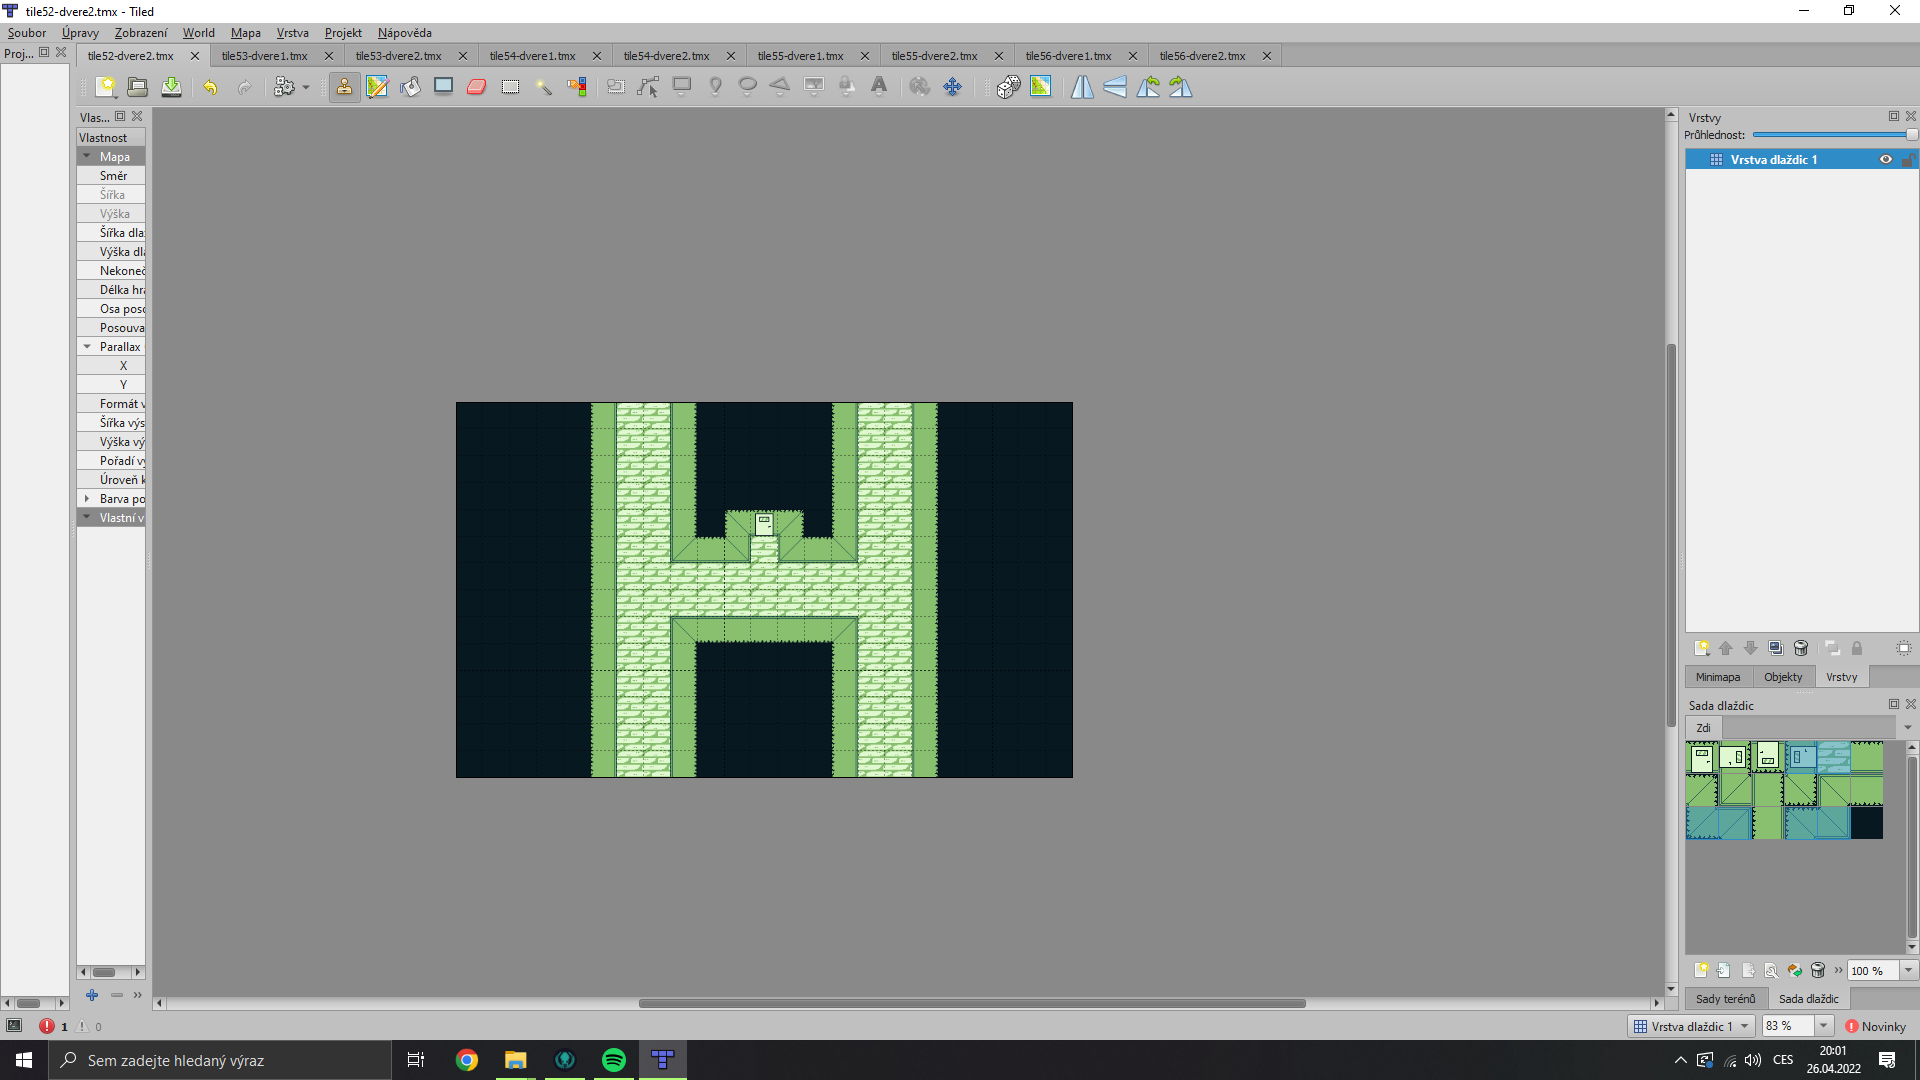 tile52-dvere2.tmx - Tiled
Soubor Úpravy Zobrazení World Mapa Vrstva Projekt Nápověda
Proj... tile52-dvere2.tmx tile53-dvere1.tmx tile53-dvere2.tmx tile54-dvere1.tmx tile54-dvere2.tmx tile55-dvere1.tmx tile55-dvere2.tmx tile56-dvere1.tmx tile56-dvere2.tmx
Vlas...
Vlastnost
Mapa
Směr
Šířka
Výška
Šířka dla
Výška dl
Nekoneč
Délka hr
Osa pos
Posouva
Parallax
X
Y
Formát v
Šířka výs
Výška vý
Pořadí vy
Úroveň k
Barva po
Vlastní v
Vrstvy
Průhlednost:
Vrstva dlaždic 1
Minimapa Objekty Vrstvy
Sada dlaždic
Zdi
100 %
Sady terénů Sada dlaždic
1 0
Vrstva dlaždic 1 83 % Novinky
Sem zadejte hledaný výraz
CES
20:01
26.04.2022